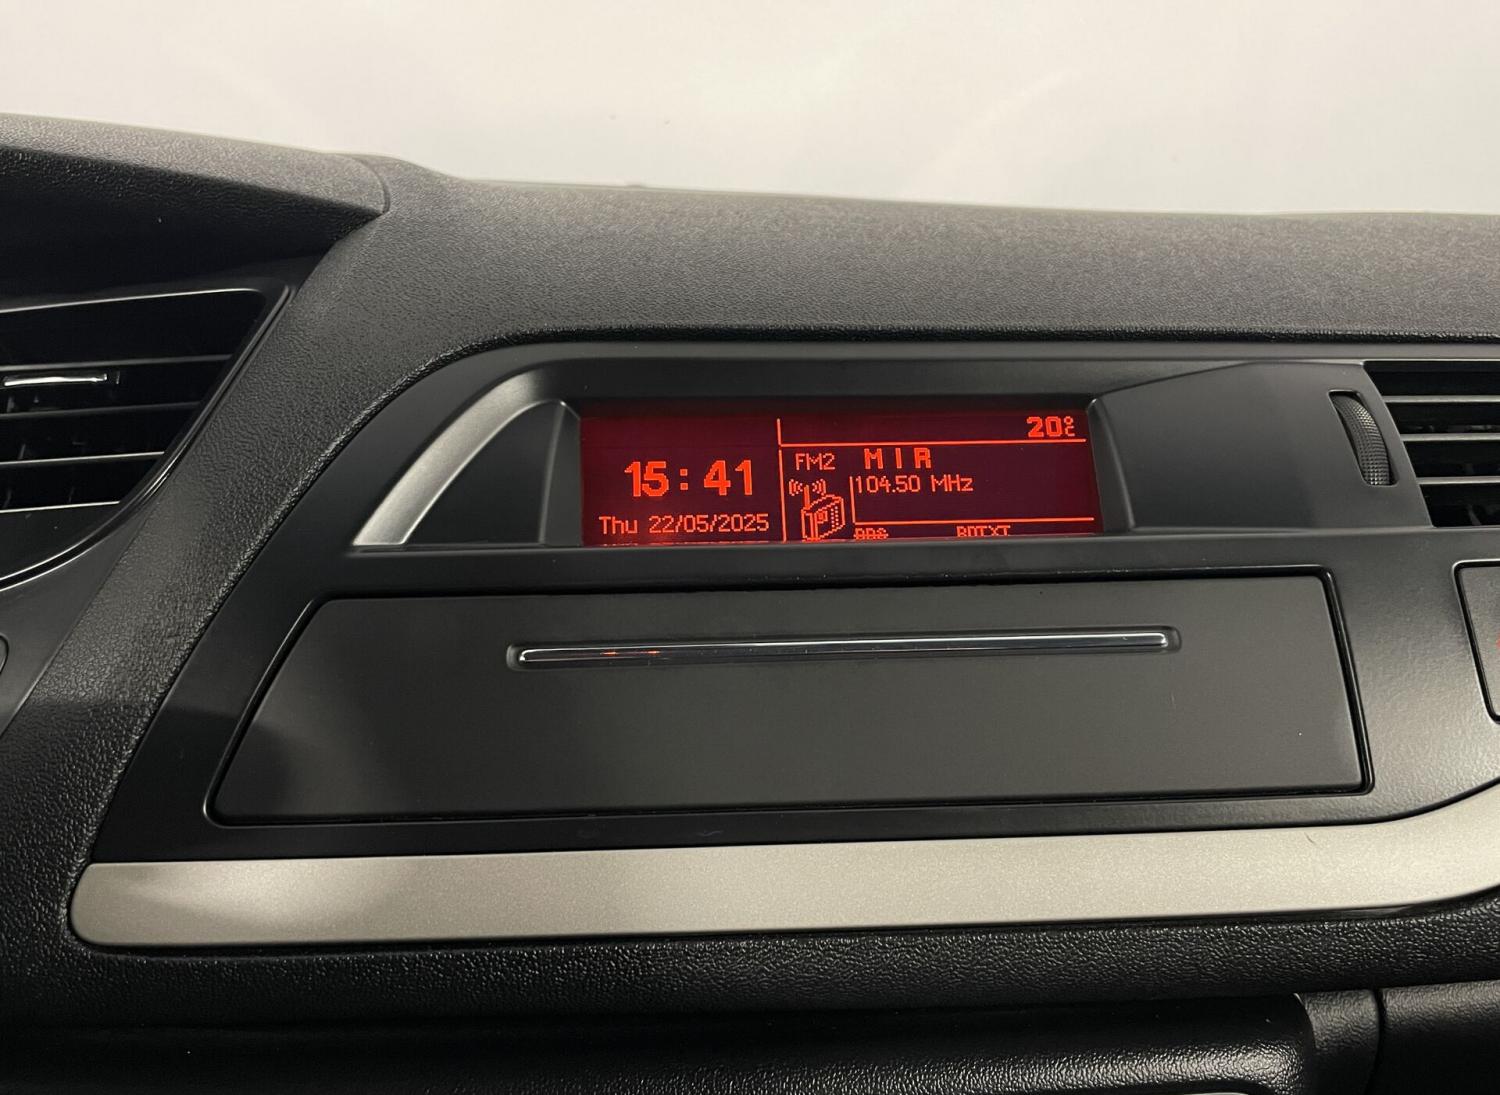 20°C
15:41
FM2 MIR
104.50 MHz
Thu 22/05/2025
RDTXT